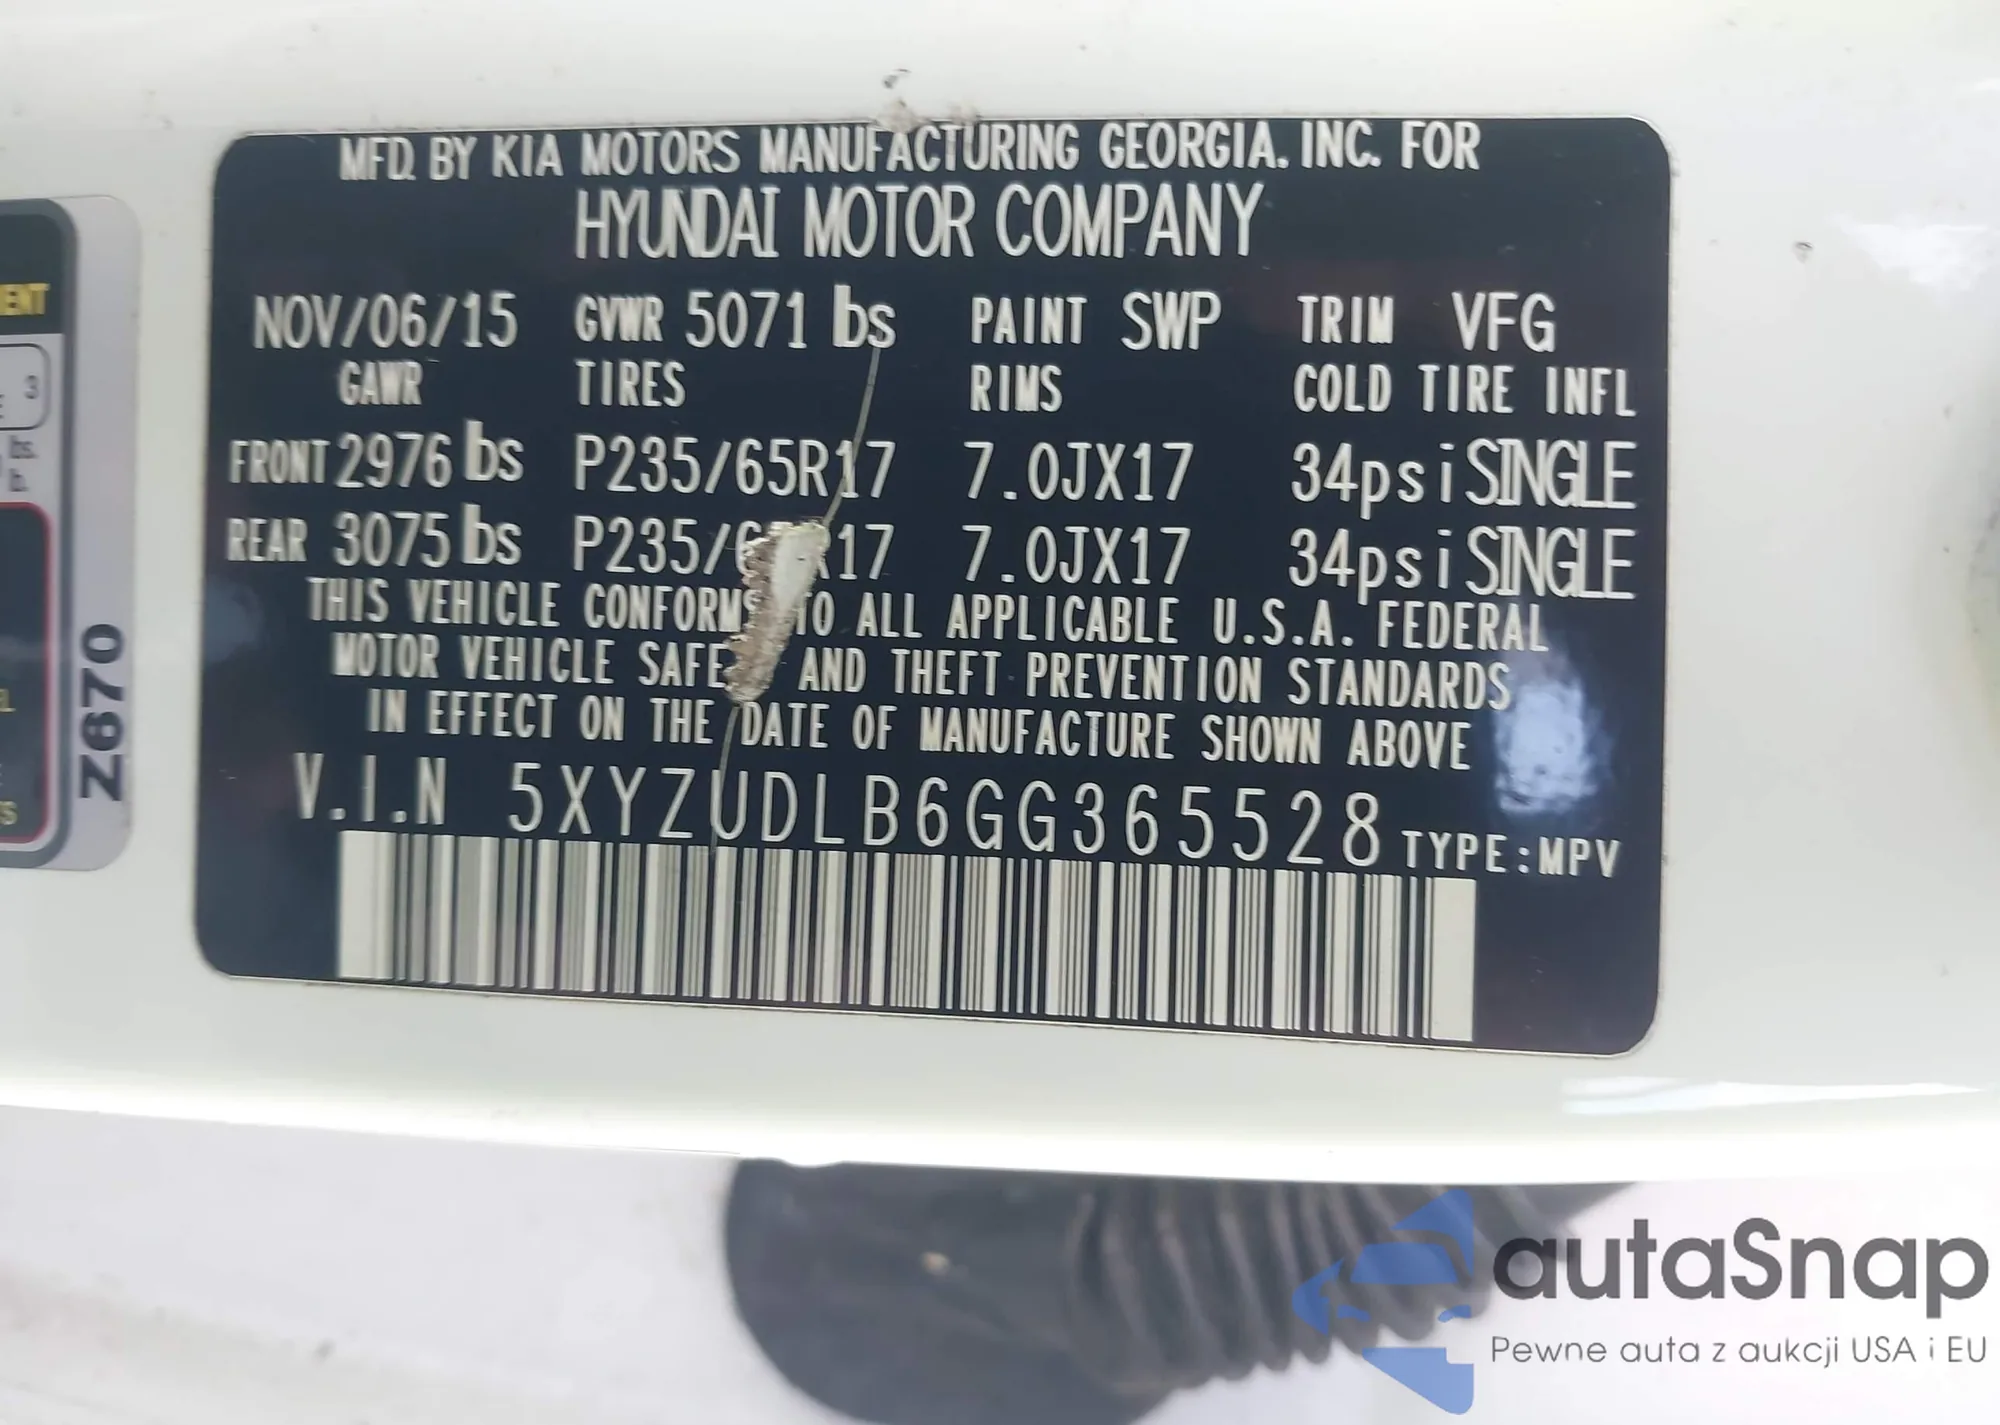 MFD. BY KIA MOTORS MANUFACTURING GEORGIA. INC. FOR
HYUNDAI MOTOR COMPANY
NOV/06/15 GVWR 5071 lbs PAINT SWP TRIM VFG
GAWR TIRES RIMS COLD TIRE INFL
FRONT 2976 lbs P235/65R17 7.0JX17 34psi SINGLE
REAR 3075 lbs 7.0JX17 34psi SINGLE
THIS VEHICLE CONFORMS TO ALL APPLICABLE U.S.A. FEDERAL
MOTOR VEHICLE AND THEFT PREVENTION STANDARDS
IN EFFECT ON THE DATE OF MANUFACTURE SHOWN ABOVE
V.I.N 5XYZUDLB6GG365528 TYPE:MPV
3
bs.
b.
Z670
autaSnap
Pewne auta z aukcji USA i EU